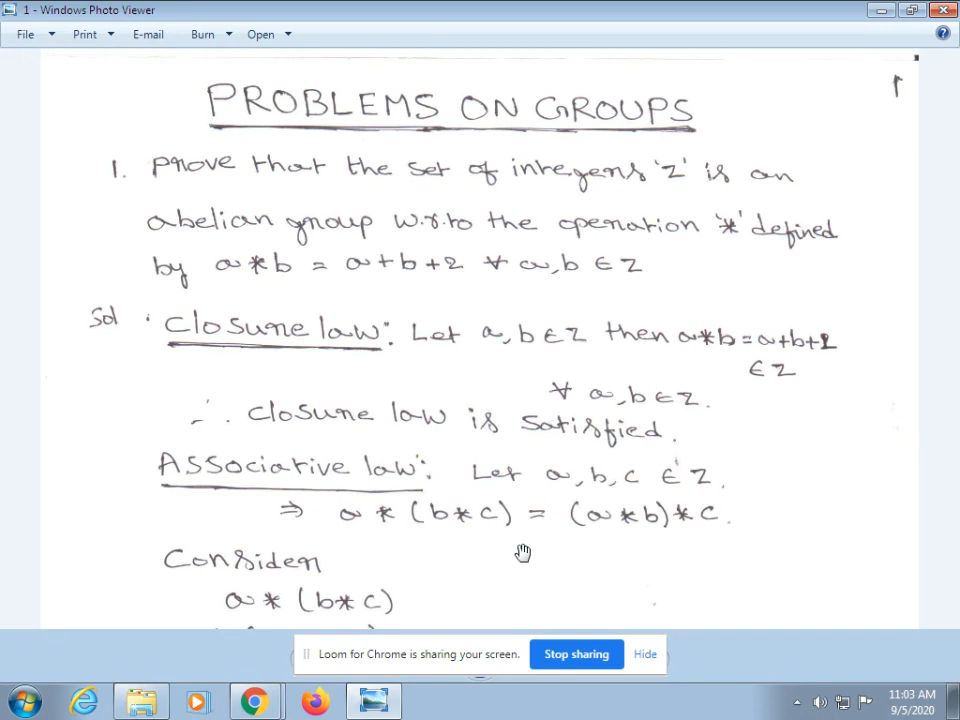 1 - Windows Photo Viewer
File Print E-mail Burn Open
1
PROBLEMS ON GROUPS
1. Prove that the set of integers 'Z' is an
abelian group w.r.to the operation '*' defined
by a*b = a+b+2 ∀ a,b ∈ Z
Sol . Closure law: Let a,b ∈ Z then a*b = a+b+2
∈ Z
∀ a,b ∈ Z.
∴ Closure law is satisfied.
Associative law: Let a,b,c ∈ Z.
⇒ a * (b*c) = (a*b)*c.
Consider
a * (b*c)
Loom for Chrome is sharing your screen. Stop sharing Hide
11:03 AM
9/5/2020